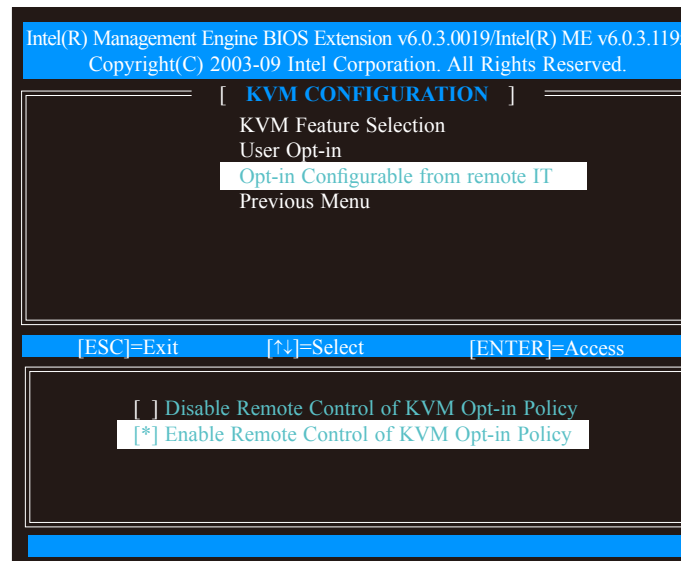 Intel(R) Management Engine BIOS Extension v6.0.3.0019/Intel(R) ME v6.0.3.119
Copyright(C) 2003-09 Intel Corporation. All Rights Reserved.
[ KVM CONFIGURATION ]
KVM Feature Selection
User Opt-in
Opt-in Configurable from remote IT
Previous Menu
[ESC]=Exit [↑↓]=Select [ENTER]=Access
[ ] Disable Remote Control of KVM Opt-in Policy
[*] Enable Remote Control of KVM Opt-in Policy